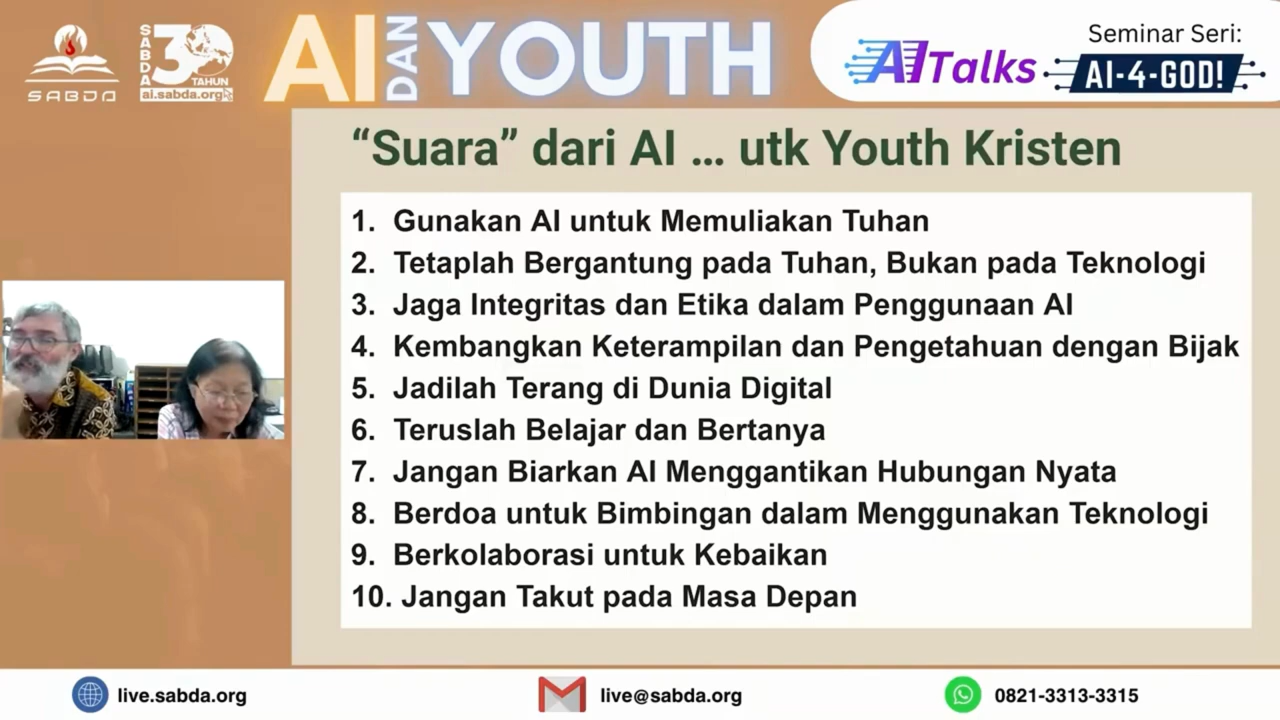 SABDA
SABDA 30 TAHUN
ai.sabda.org
AI DAN YOUTH
AI Talks
Seminar Seri:
AI-4-GOD!
“Suara” dari AI ... utk Youth Kristen
1. Gunakan AI untuk Memuliakan Tuhan
2. Tetaplah Bergantung pada Tuhan, Bukan pada Teknologi
3. Jaga Integritas dan Etika dalam Penggunaan AI
4. Kembangkan Keterampilan dan Pengetahuan dengan Bijak
5. Jadilah Terang di Dunia Digital
6. Teruslah Belajar dan Bertanya
7. Jangan Biarkan AI Menggantikan Hubungan Nyata
8. Berdoa untuk Bimbingan dalam Menggunakan Teknologi
9. Berkolaborasi untuk Kebaikan
10. Jangan Takut pada Masa Depan
live.sabda.org
live@sabda.org
0821-3313-3315